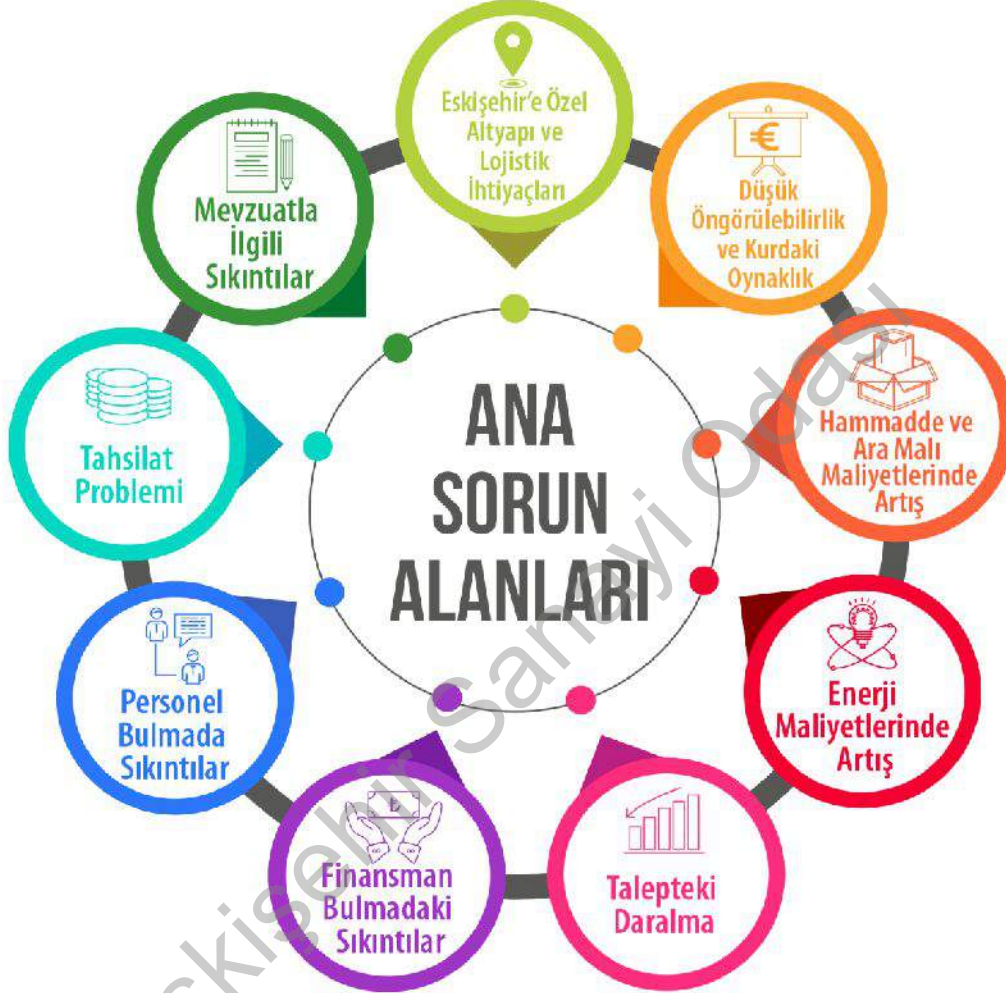 Eskişehir'e Özel
Altyapı ve
Lojistik
İhtiyaçları
€
Düşük
Öngörülebilirlik
ve Kurdaki
Oynaklık
Hammadde ve
Ara Malı
Maliyetlerinde
Artış
Enerji
Maliyetlerinde
Artış
Talepteki
Daralma
₺
Finansman
Bulmadaki
Sıkıntılar
Personel
Bulmada
Sıkıntılar
Tahsilat
Problemi
Mevzuatla
İlgili
Sıkıntılar
ANA
SORUN
ALANLARI
Eskişehir Sanayi Odası